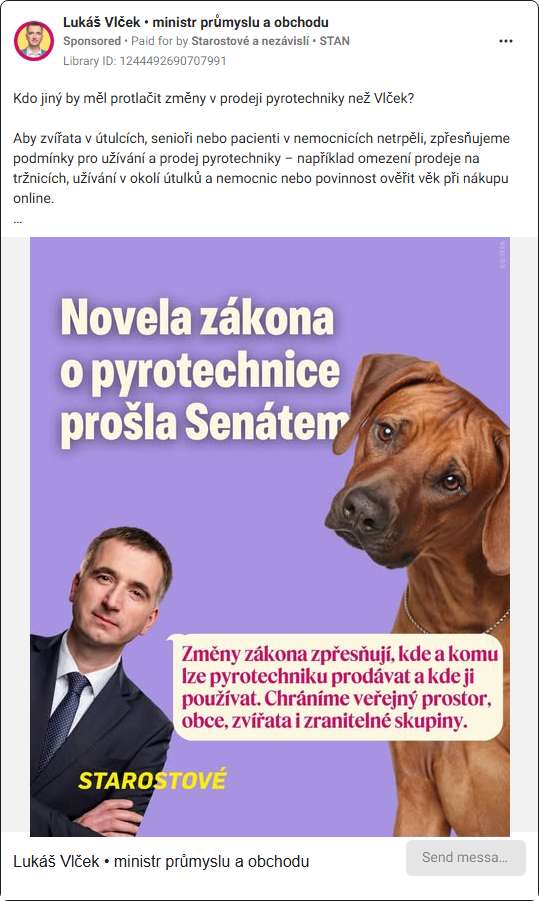 Lukáš Vlček • ministr průmyslu a obchodu
Sponsored • Paid for by Starostové a nezávislí • STAN
Library ID: 1244492690707991
Kdo jiný by měl protlačit změny v prodeji pyrotechniky než Vlček?
Aby zvířata v útulcích, senioři nebo pacienti v nemocnicích netrpěli, zpřesňujeme
podmínky pro užívání a prodej pyrotechniky – například omezení prodeje na
tržnicích, užívání v okolí útulků a nemocnic nebo povinnost ověřit věk při nákupu
online.
...
Novela zákona
o pyrotechnice
prošla Senátem
Změny zákona zpřesňují, kde a komu
lze pyrotechniku prodávat a kde ji
používat. Chráníme veřejný prostor,
obce, zvířata i zranitelné skupiny.
STAROSTOVÉ
Lukáš Vlček • ministr průmyslu a obchodu
Send messa...